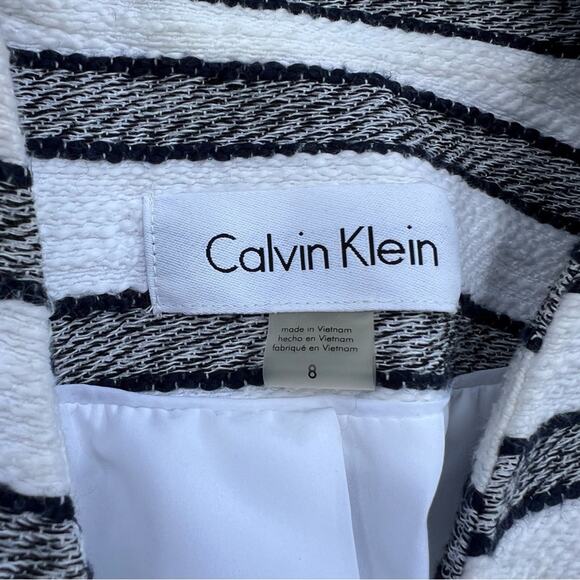 Calvin Klein
made in Vietnam
hecho en Vietnam
fabriqué en Vietnam
8